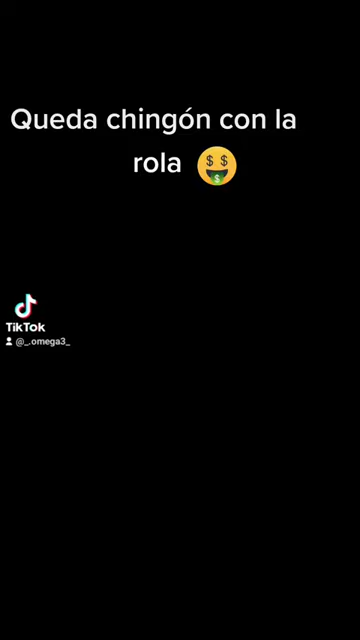 Queda chingón con la
rola 🤑
TikTok
@_.omega3_